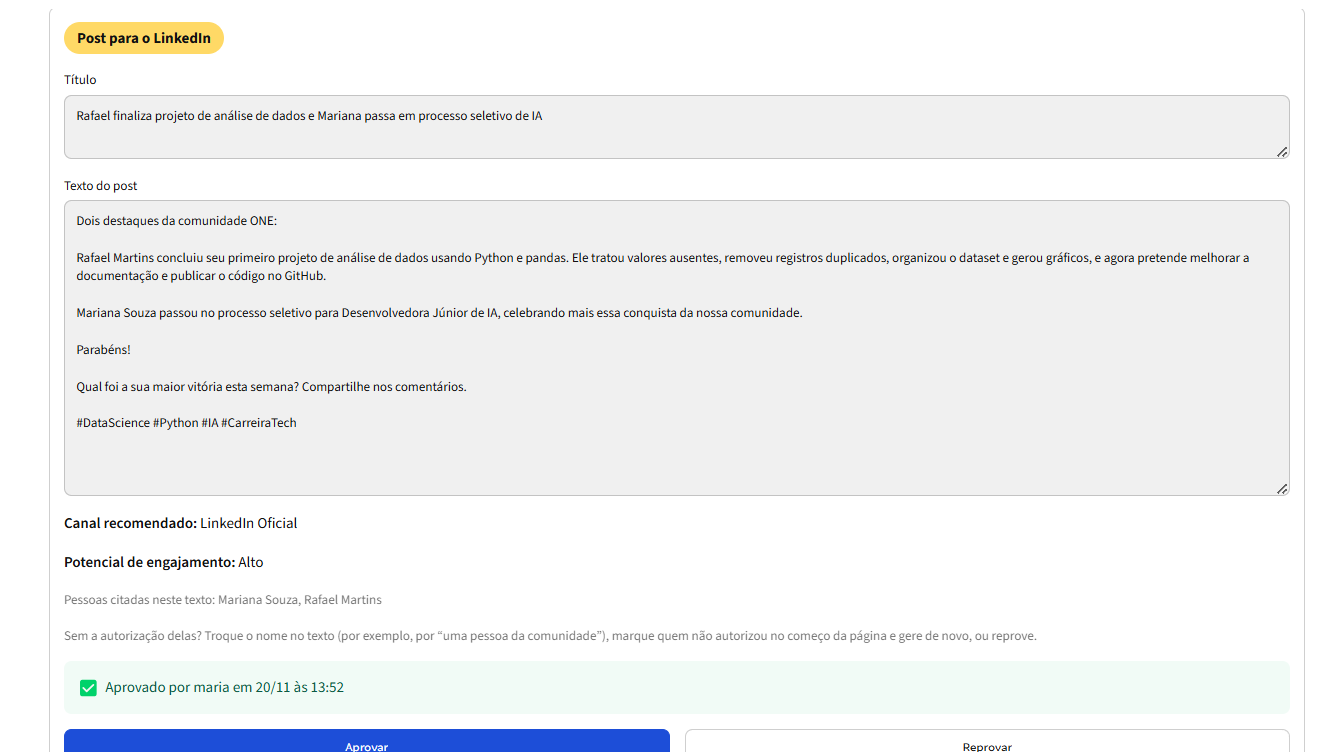 Post para o LinkedIn
Título
Rafael finaliza projeto de análise de dados e Mariana passa em processo seletivo de IA
Texto do post
Dois destaques da comunidade ONE:
Rafael Martins concluiu seu primeiro projeto de análise de dados usando Python e pandas. Ele tratou valores ausentes, removeu registros duplicados, organizou o dataset e gerou gráficos, e agora pretende melhorar a
documentação e publicar o código no GitHub.
Mariana Souza passou no processo seletivo para Desenvolvedora Júnior de IA, celebrando mais essa conquista da nossa comunidade.
Parabéns!
Qual foi a sua maior vitória esta semana? Compartilhe nos comentários.
#DataScience #Python #IA #CarreiraTech
Canal recomendado: LinkedIn Oficial
Potencial de engajamento: Alto
Pessoas citadas neste texto: Mariana Souza, Rafael Martins
Sem a autorização delas? Troque o nome no texto (por exemplo, por “uma pessoa da comunidade”), marque quem não autorizou no começo da página e gere de novo, ou reprove.
Aprovado por maria em 20/11 às 13:52
Aprovar
Reprovar